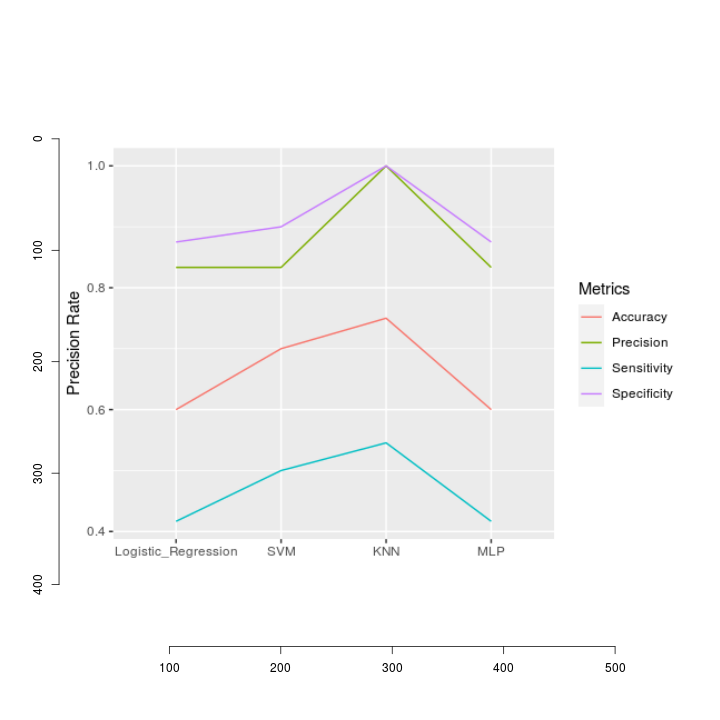 0
100
200
300
400
Precision Rate
1.0
0.8
0.6
0.4
Logistic_Regression SVM KNN MLP
Metrics
Accuracy
Precision
Sensitivity
Specificity
100 200 300 400 500